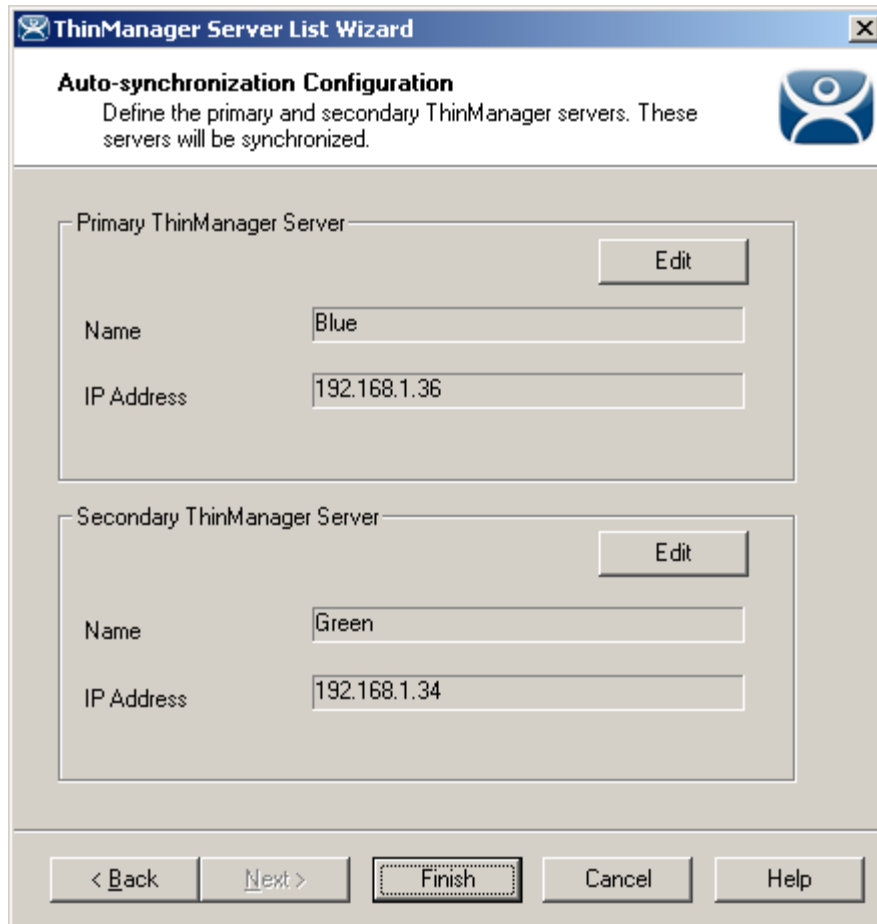 ThinManager Server List Wizard
Auto-synchronization Configuration
Define the primary and secondary ThinManager servers. These
servers will be synchronized.
Primary ThinManager Server
Edit
Name Blue
IP Address 192.168.1.36
Secondary ThinManager Server
Edit
Name Green
IP Address 192.168.1.34
< Back Next > Finish Cancel Help